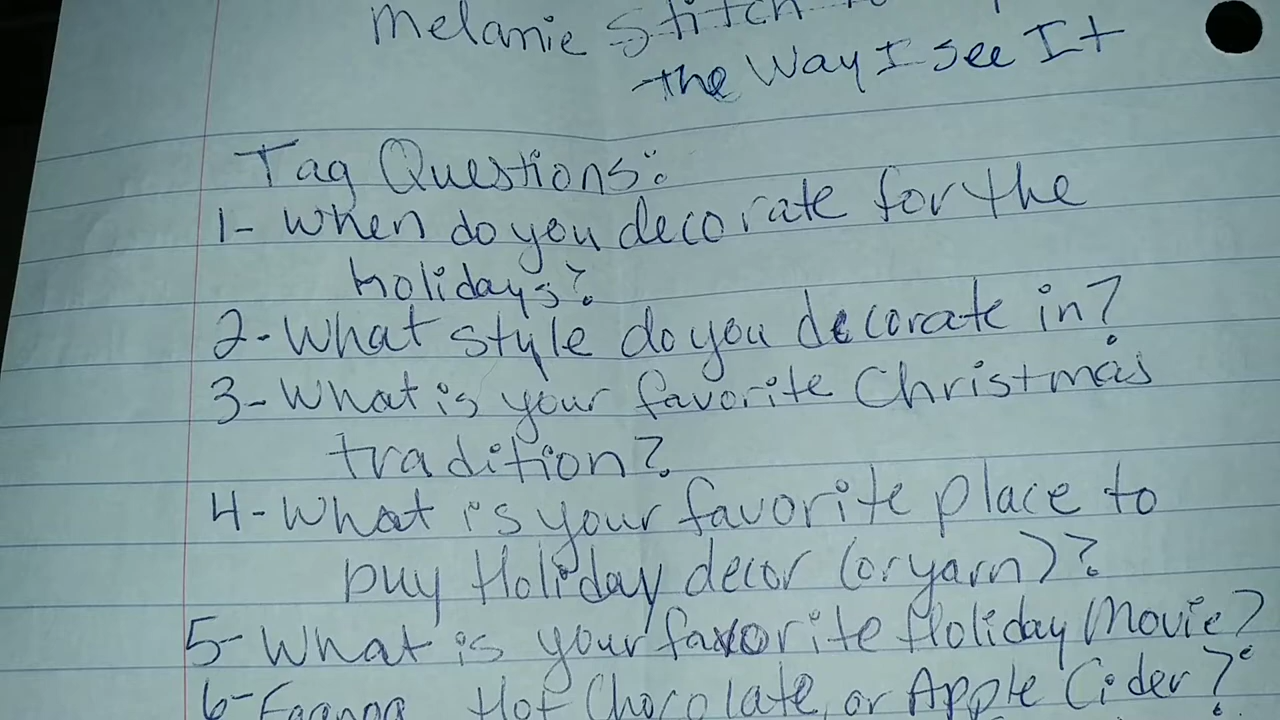 Melanie Stitch to
the Way I see It
Tag Questions:
1- When do you decorate for the
holidays?
2- What style do you decorate in?
3- What is your favorite Christmas
tradition?
4- What is your favorite place to
buy Holiday decor (or yarn)?
5- What is your favorite Holiday Movie?
6- Eggnog Hot Chocolate, or Apple Cider?